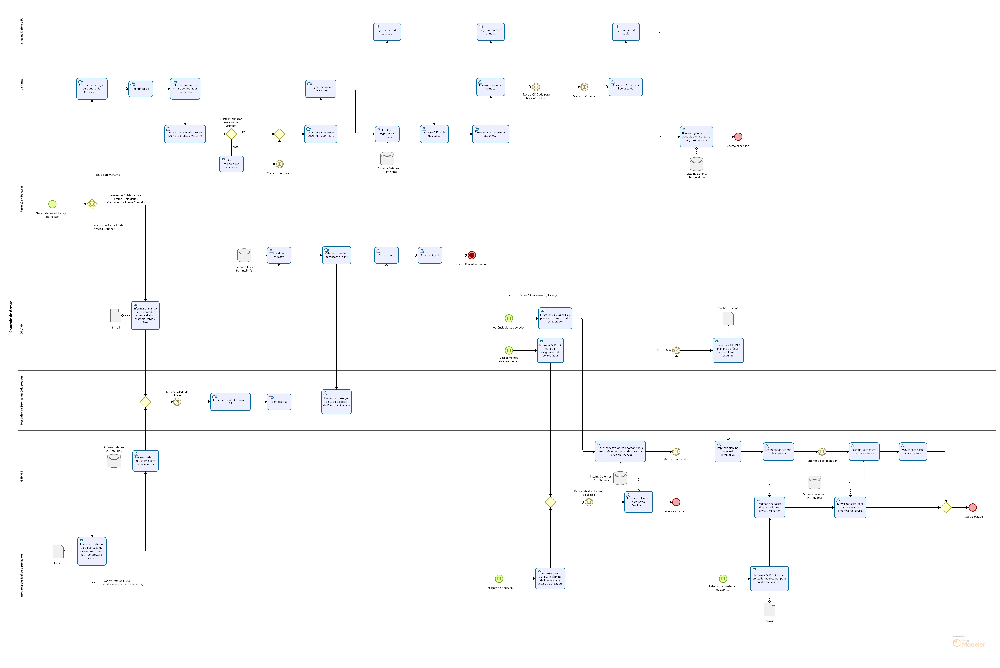 Controle de Acesso
Sistema Defense IA
Registrar hora do
cadastro
Registrar hora da
entrada
Registrar hora de
saída
Visitante
Chegar na recepção
ou portaria da
Desenvolve SP
Identificar-se
Informar motivo da
visita e colaborador
procurado
Entregar documento
solicitado
Realizar acesso na
catraca
SLA do QR Code para
utilização - 2 horas
Saída do Visitante
Utilizar QR Code para
liberar saída
Recepção / Portaria
Verificar se tem informação
prévia referente o visitante
Existe informação
prévia sobre o
visitante?
Sim
Não
Informar
colaborador
procurado
Visitante autorizado
Pedir para apresentar
documento com foto
Realizar
cadastro no
sistema
Sistema Defense
IA - Intelbras
Entregar QR Code
de acesso
Orientar ou acompanhar
até o local
Realizar agendamento
concluído referente ao
registro da visita
Sistema Defense
IA - Intelbrás
Acesso encerrado
Acesso para visitante
Acesso de Colaborador /
Diretor / Estagiário /
Conselheiro / Jovem Aprendiz
Necessidade de Liberação
de Acesso
Acesso de Prestador de
Serviço Contínuo
Sistema Defenser
IA - Intelbrás
Localizar
cadastro
Orientar a realizar
autorização LGPD
Coletar Foto
Coletar Digital
Acesso liberado contínuo
DP / RH
E-mail
Informar admissão
de colaborador
com os dados
pessoais, cargo e
área
Férias / Afastamento / Licença
Ausência de Colaborador
Informar para GEPIN.3 o
período de ausência do
colaborador
Desligamentos
de Colaborador
Informar GEPIN.3
data de
desligamento do
colaborador
Fim do Mês
Planilha de Férias
Enviar para GEPIN.3
planilha de férias
referente mês
seguinte
Prestador de Serviço ou Colaborador
Data acordada de
início
Comparecer na Desenvolve
SP
Identificar-se
Realizar autorização
do uso de dados
(LGPD) - via QR Code
GEPIN.3
Sistema defense
IA - Intelbrás
Realizar cadastro
no sistema com
antecedência
Mover cadastro do colaborador para
pasta referente motivo da ausência
(Férias ou Licença)
Acesso bloqueado
Sistema Defenser
IA - Intelbrás
Data exata do bloqueio
de acesso
Mover no sistema
para pasta
Desligados
Acesso encerrado
Imprimir planilha
ou e-mail
infomativo
Acompanhar período
de ausência
Retorno do colaborador
Resgatar o cadastro
do colaborador
Mover para pasta
ativa da área
Sistema Defenser
IA - Intelbrás
Resgatar o cadastro
do prestador na
pasta Desligados
Mover cadastro para
pasta ativa da
Empresa do Serviço
Acesso Liberado
Área responsável pelo prestador
E-mail
Informar os dados
para liberação de
acesso das pessoas
que irão prestar o
serviço
Dados: Data de início;
contrato; nomes e documentos;
Finalização do serviço
Informar para
GEPIN.3 o término
de liberação do
acesso ao prestador
Retorno de Prestador
de Serviço
Informar GEPIN.3 que o
prestador irá retornar para
prestação do serviço
E-mail
Powered by
bizagi
Modeler